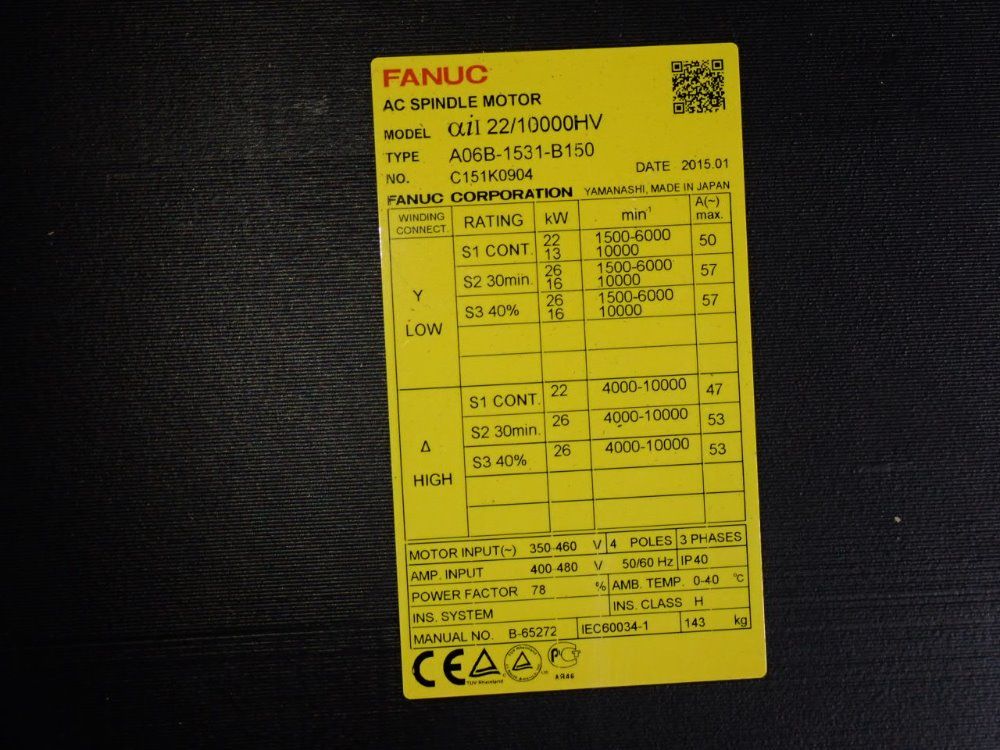 FANUC
AC SPINDLE MOTOR
MODEL αiI 22/10000HV
TYPE A06B-1531-B150
NO. C151K0904 DATE 2015.01
FANUC CORPORATION YAMANASHI, MADE IN JAPAN
WINDING CONNECT. RATING kW min⁻¹ A(~) max.
Y LOW
S1 CONT. 22 1500-6000 50
13 10000
S2 30min. 26 1500-6000 57
16 10000
S3 40% 26 1500-6000 57
16 10000
Δ HIGH
S1 CONT. 22 4000-10000 47
S2 30min. 26 4000-10000 53
S3 40% 26 4000-10000 53
MOTOR INPUT(~) 350-460 V 4 POLES 3 PHASES
AMP. INPUT 400-480 V 50/60 Hz IP40
POWER FACTOR 78 % AMB. TEMP. 0-40 °C
INS. SYSTEM INS. CLASS H
MANUAL NO. B-65272 IEC60034-1 143 kg
CE TÜV Rheinland